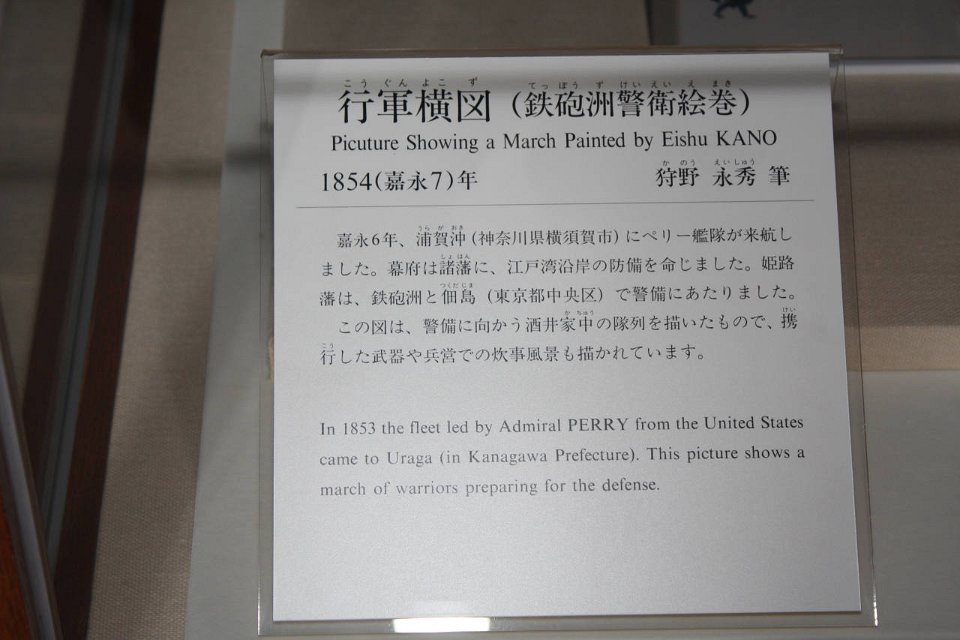 こうぐんよこず てっぽうずけいえいえまき
行軍横図（鉄砲洲警衛絵巻）
Picuture Showing a March Painted by Eishu KANO
かのう えいしゅう
1854(嘉永7)年 狩野 永秀 筆
うらがおき
嘉永6年、浦賀沖(神奈川県横須賀市)にペリー艦隊が来航し
しょはん
ました。幕府は諸藩に、江戸湾沿岸の防備を命じました。姫路
つくだじま
藩は、鉄砲洲と佃島（東京都中央区）で警備にあたりました。
かちゅう けい
この図は、警備に向かう酒井家中の隊列を描いたもので、携
こう
行した武器や兵営での炊事風景も描かれています。
In 1853 the fleet led by Admiral PERRY from the United States
came to Uraga (in Kanagawa Prefecture). This picture shows a
march of warriors preparing for the defense.